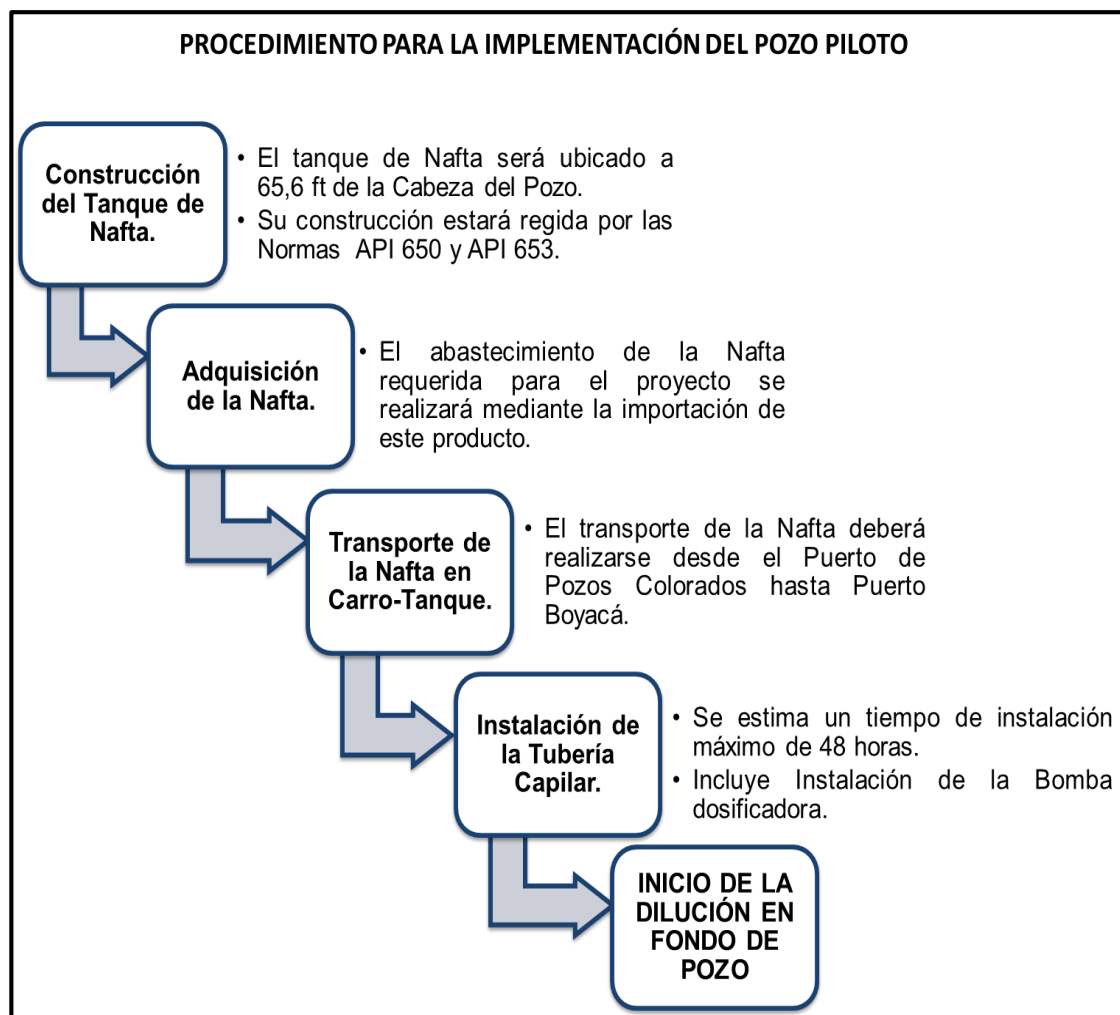 PROCEDIMIENTO PARA LA IMPLEMENTACIÓN DEL POZO PILOTO
Construcción
del Tanque de
Nafta.
• El tanque de Nafta será ubicado a
65,6 ft de la Cabeza del Pozo.
• Su construcción estará regida por las
Normas API 650 y API 653.
Adquisición
de la Nafta.
• El abastecimiento de la Nafta
requerida para el proyecto se
realizará mediante la importación de
este producto.
Transporte de
la Nafta en
Carro-Tanque.
• El transporte de la Nafta deberá
realizarse desde el Puerto de
Pozos Colorados hasta Puerto
Boyacá.
Instalación de
la Tubería
Capilar.
• Se estima un tiempo de instalación
máximo de 48 horas.
• Incluye Instalación de la Bomba
dosificadora.
INICIO DE LA
DILUCIÓN EN
FONDO DE
POZO